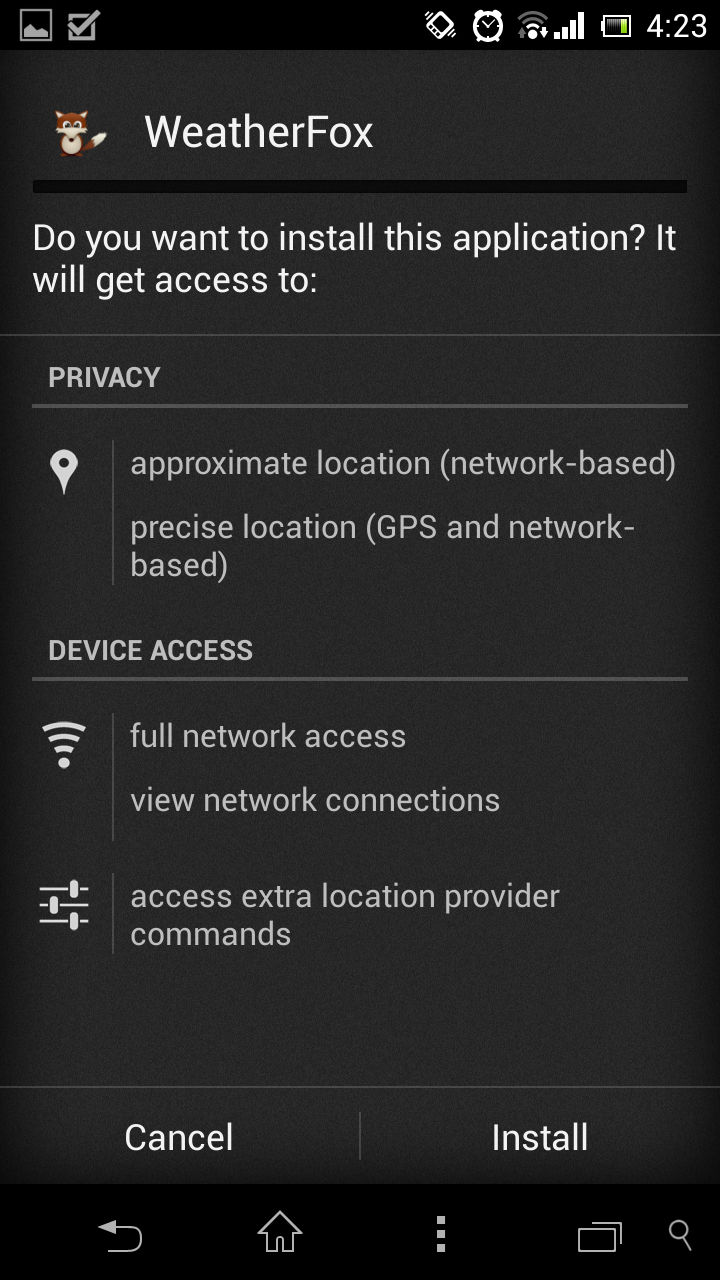 4:23
WeatherFox
Do you want to install this application? It
will get access to:
PRIVACY
approximate location (network-based)
precise location (GPS and network-
based)
DEVICE ACCESS
full network access
view network connections
access extra location provider
commands
Cancel
Install